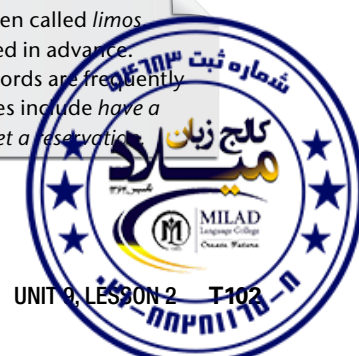 en called limos,
ed in advance.
ords are frequently
es include have a
et a reservation.
شماره ثبت
کالج زبان
میلاد
MILAD
Language College
Create Future
UNIT 9, LESSON 2 T102